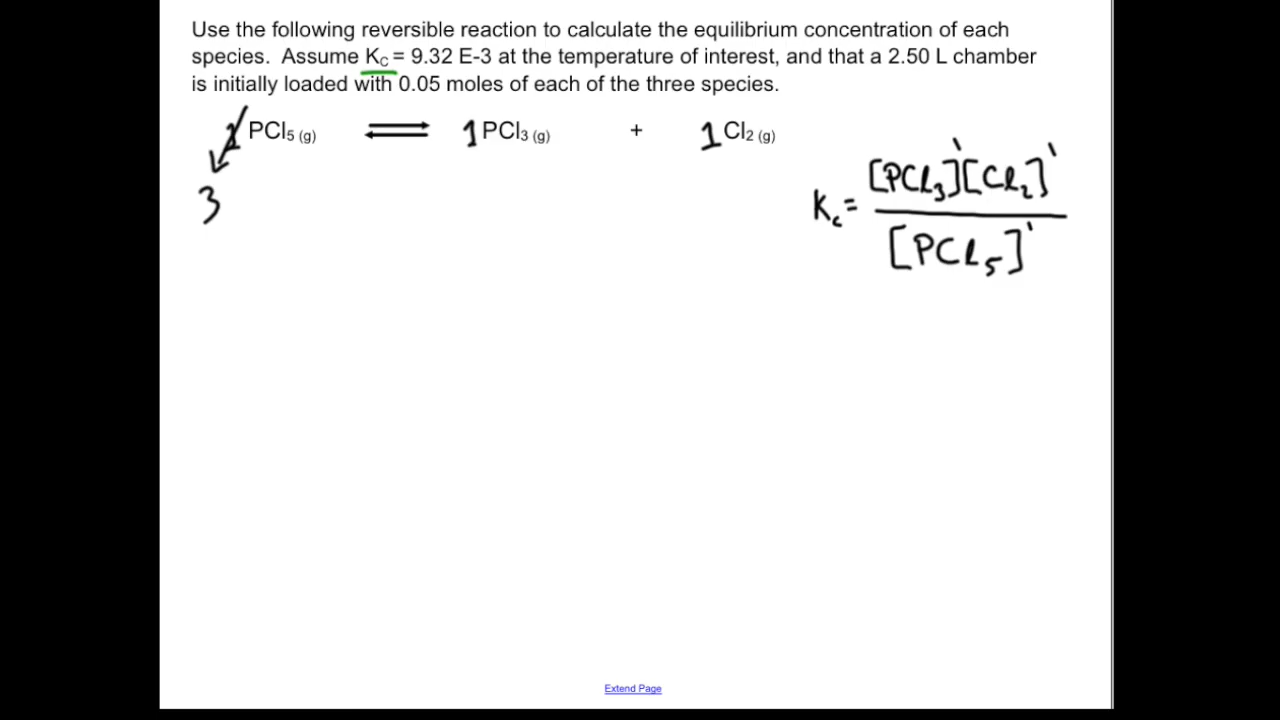 Use the following reversible reaction to calculate the equilibrium concentration of each
species. Assume KC = 9.32 E-3 at the temperature of interest, and that a 2.50 L chamber
is initially loaded with 0.05 moles of each of the three species.
1 PCl5 (g) ⇌ 1 PCl3 (g) + 1 Cl2 (g)
3
Kc = [PCl3]^1 [Cl2]^1
[PCl5]^1
Extend Page